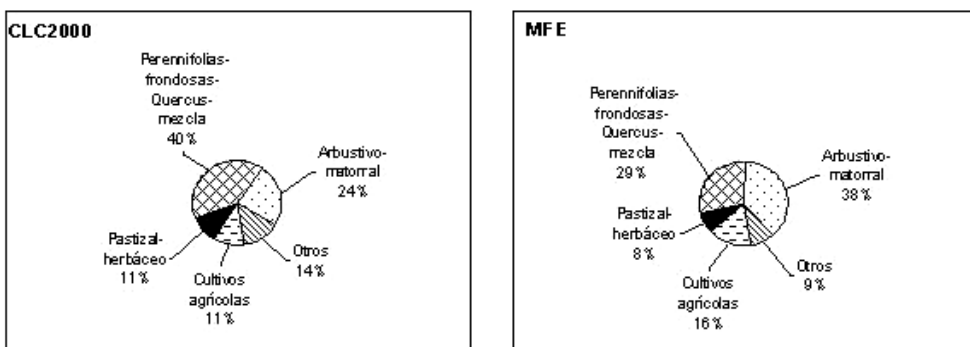 CLC2000
Perennifolias-
frondosas-
Quercus-
mezcla
40%
Arbustivo-
matorral
24%
Otros
14%
Cultivos
agrícolas
11%
Pastizal-
herbáceo
11%
MFE
Perennifolias-
frondosas-
Quercus-
mezcla
29%
Arbustivo-
matorral
38%
Otros
9%
Cultivos
agrícolas
16%
Pastizal-
herbáceo
8%